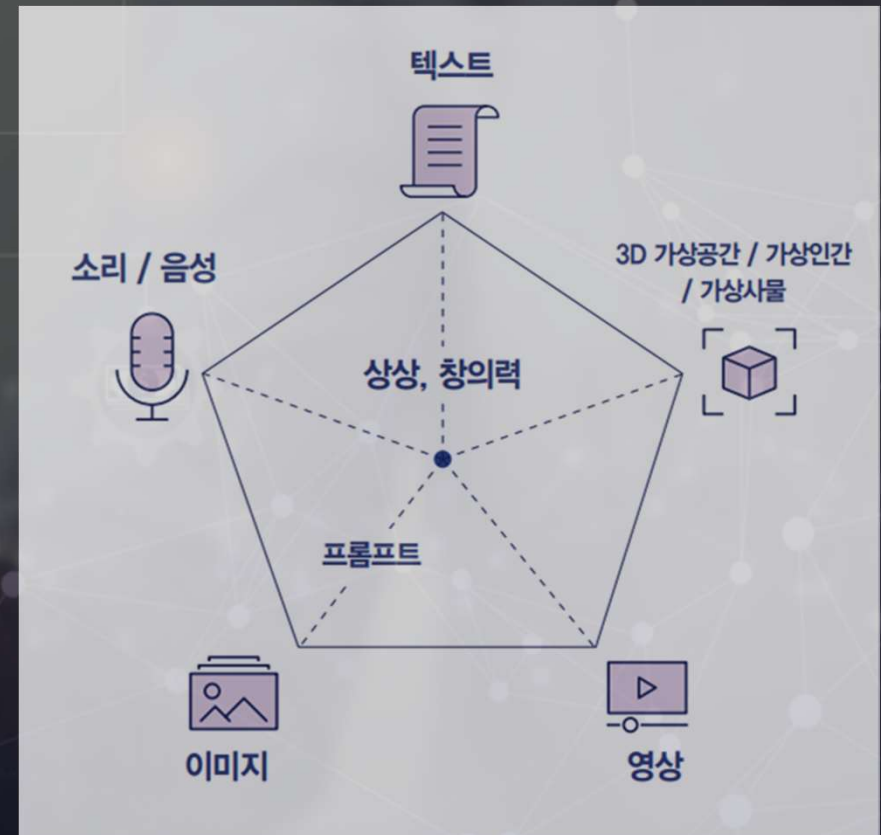 텍스트
소리 / 음성
3D 가상공간 / 가상인간
/ 가상사물
상상, 창의력
프롬프트
이미지
영상